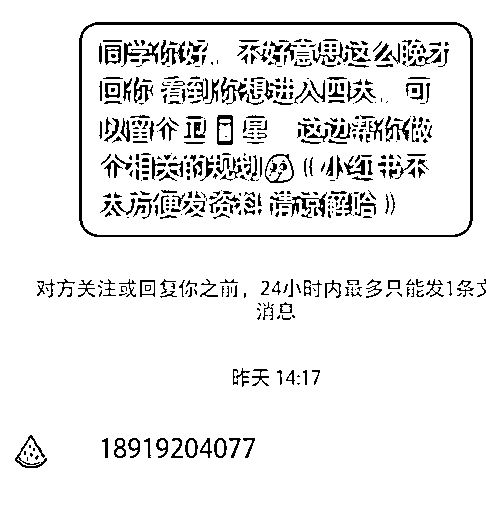 同学你好，不好意思这么晚才
回你 看到你想进入四大，可
以留个卫📱星 这边帮你做
个相关的规划（（小红书不
太方便发资料 请谅解哈））
对方关注或回复你之前，24小时内最多只能发1条文
消息
昨天 14:17
18919204077